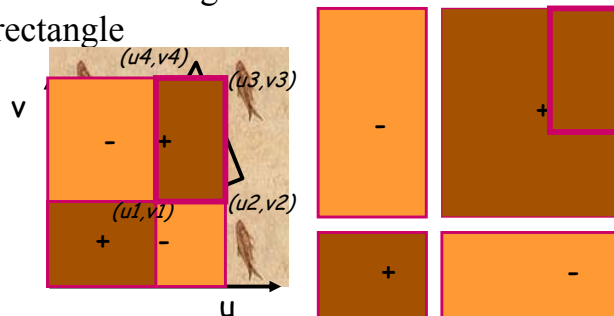 rectangle
(u4,v4)
(u3,v3)
v
- +
- +
(u1,v1)
(u2,v2)
+ -
+ -
u